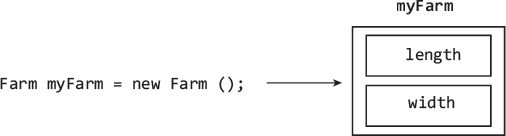 myFarm
length
Farm myFarm = new Farm ();
width